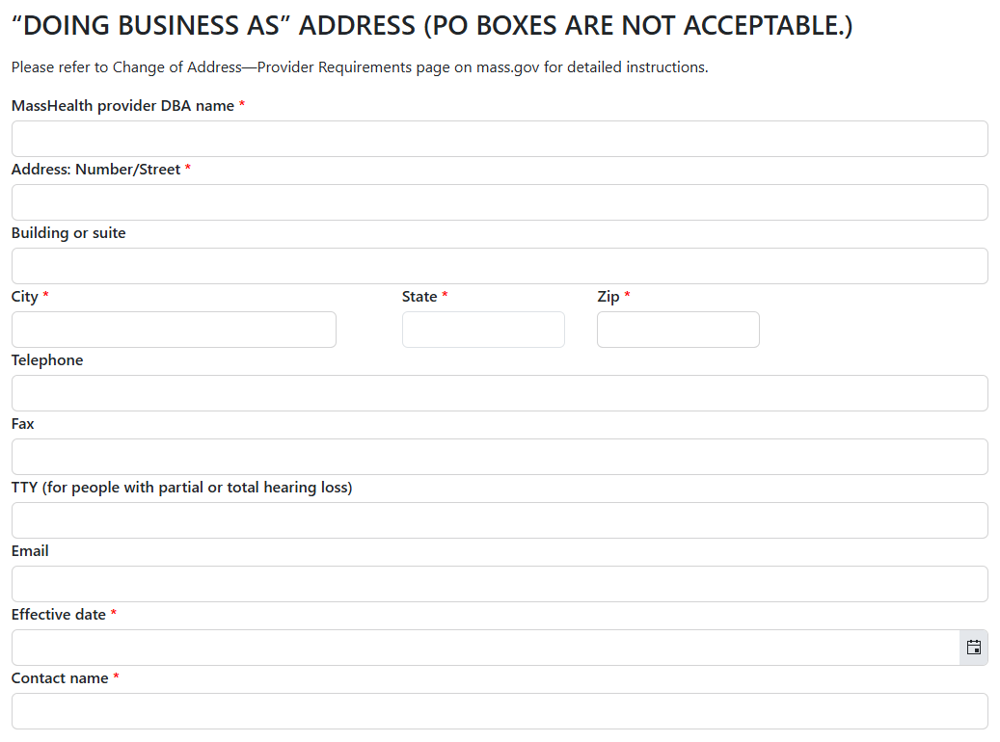 “DOING BUSINESS AS” ADDRESS (PO BOXES ARE NOT ACCEPTABLE.)
Please refer to Change of Address—Provider Requirements page on mass.gov for detailed instructions.
MassHealth provider DBA name *
Address: Number/Street *
Building or suite
City * State * Zip *
Telephone
Fax
TTY (for people with partial or total hearing loss)
Email
Effective date *
Contact name *